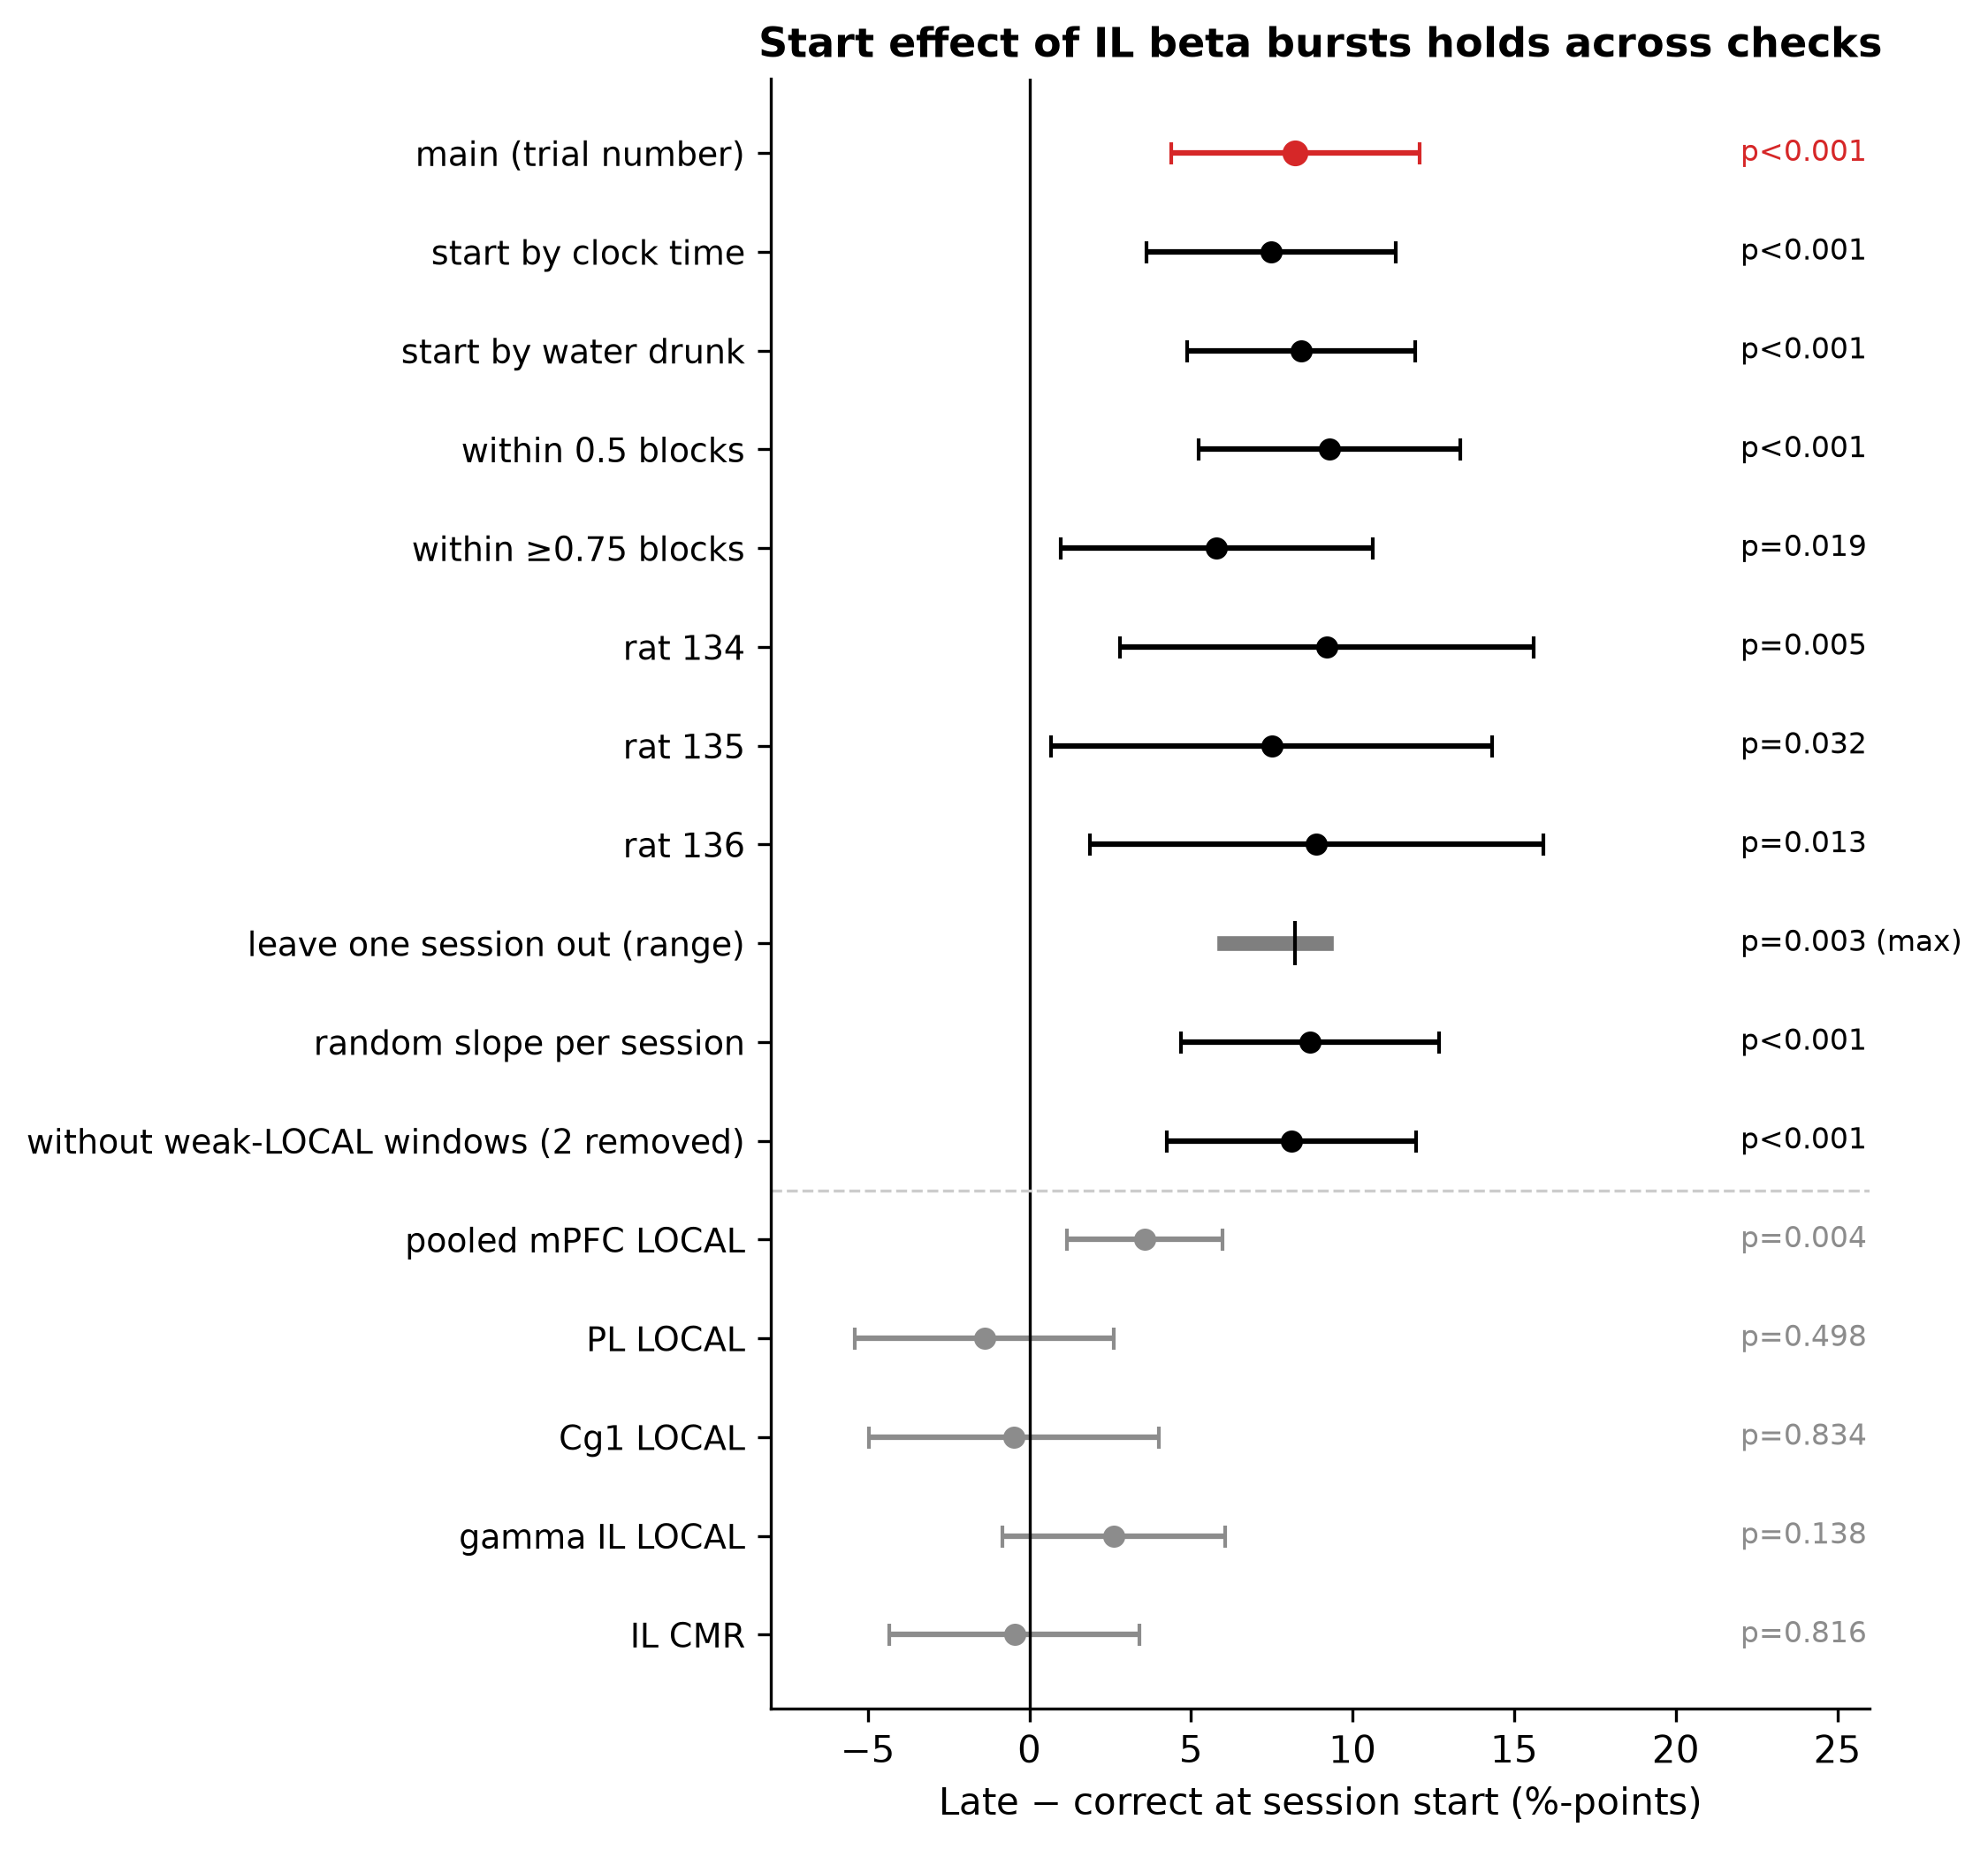 Start effect of IL beta bursts holds across checks
main (trial number) p<0.001
start by clock time p<0.001
start by water drunk p<0.001
within 0.5 blocks p<0.001
within ≥0.75 blocks p=0.019
rat 134 p=0.005
rat 135 p=0.032
rat 136 p=0.013
leave one session out (range) p=0.003 (max)
random slope per session p<0.001
without weak-LOCAL windows (2 removed) p<0.001
pooled mPFC LOCAL p=0.004
PL LOCAL p=0.498
Cg1 LOCAL p=0.834
gamma IL LOCAL p=0.138
IL CMR p=0.816
−5 0 5 10 15 20 25
Late − correct at session start (%-points)